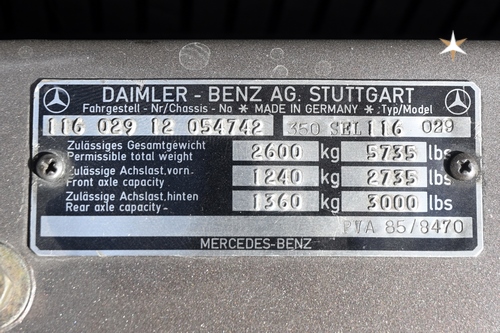 DAIMLER - BENZ AG. STUTTGART
Fahrgestell - Nr/Chassis - No * MADE IN GERMANY * Typ/Model
116 029 12 054742 350 SEL 116 029
Zulässiges Gesamtgewicht
Permissible total weight 2600 kg 5735 lbs
Zulässige Achslast, vorn.
Front axle capacity 1240 kg 2735 lbs
Zulässige Achslast, hinten
Rear axle capacity - 1360 kg 3000 lbs
PVA 85/8470
MERCEDES-BENZ